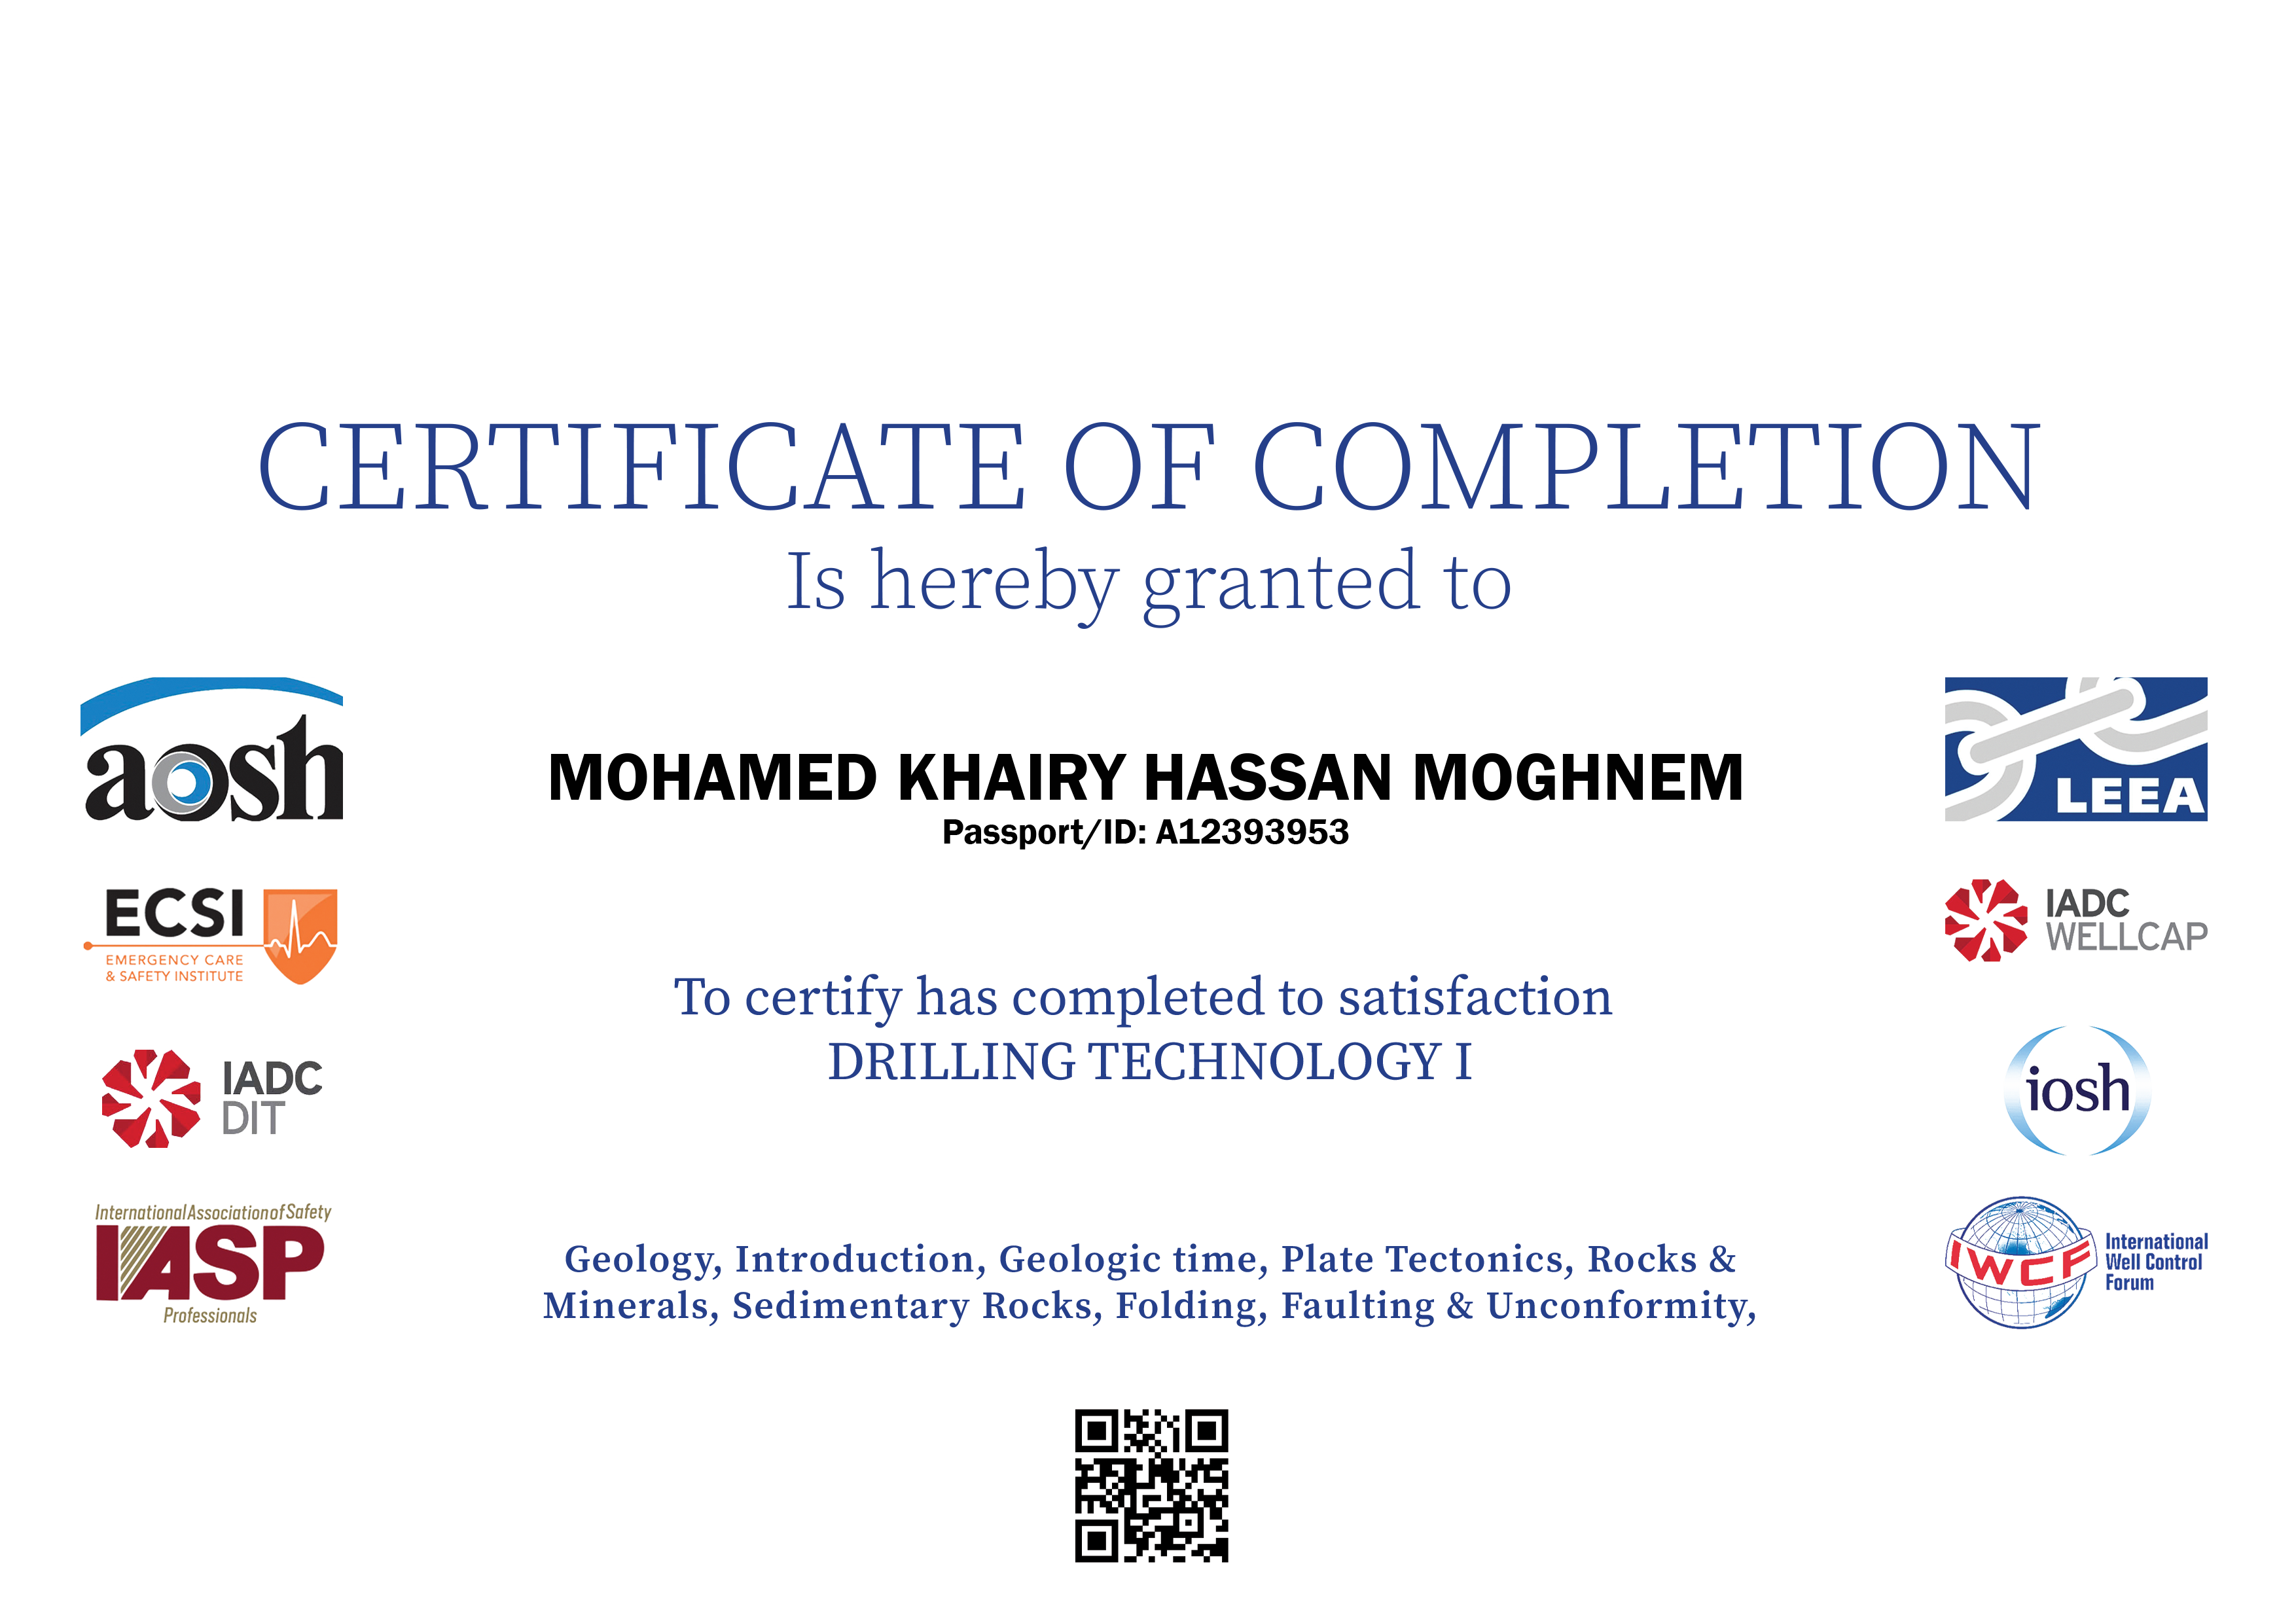 CERTIFICATE OF COMPLETION
Is hereby granted to
aosh
LEEA
MOHAMED KHAIRY HASSAN MOGHNEM
Passport/ID: A12393953
ECSI
EMERGENCY CARE
& SAFETY INSTITUTE
IADC
WELLCAP
To certify has completed to satisfaction
DRILLING TECHNOLOGY I
IADC
DIT
iosh
International Association of Safety
IASP
Professionals
IWCF
International
Well Control
Forum
Geology, Introduction, Geologic time, Plate Tectonics, Rocks &
Minerals, Sedimentary Rocks, Folding, Faulting & Unconformity,